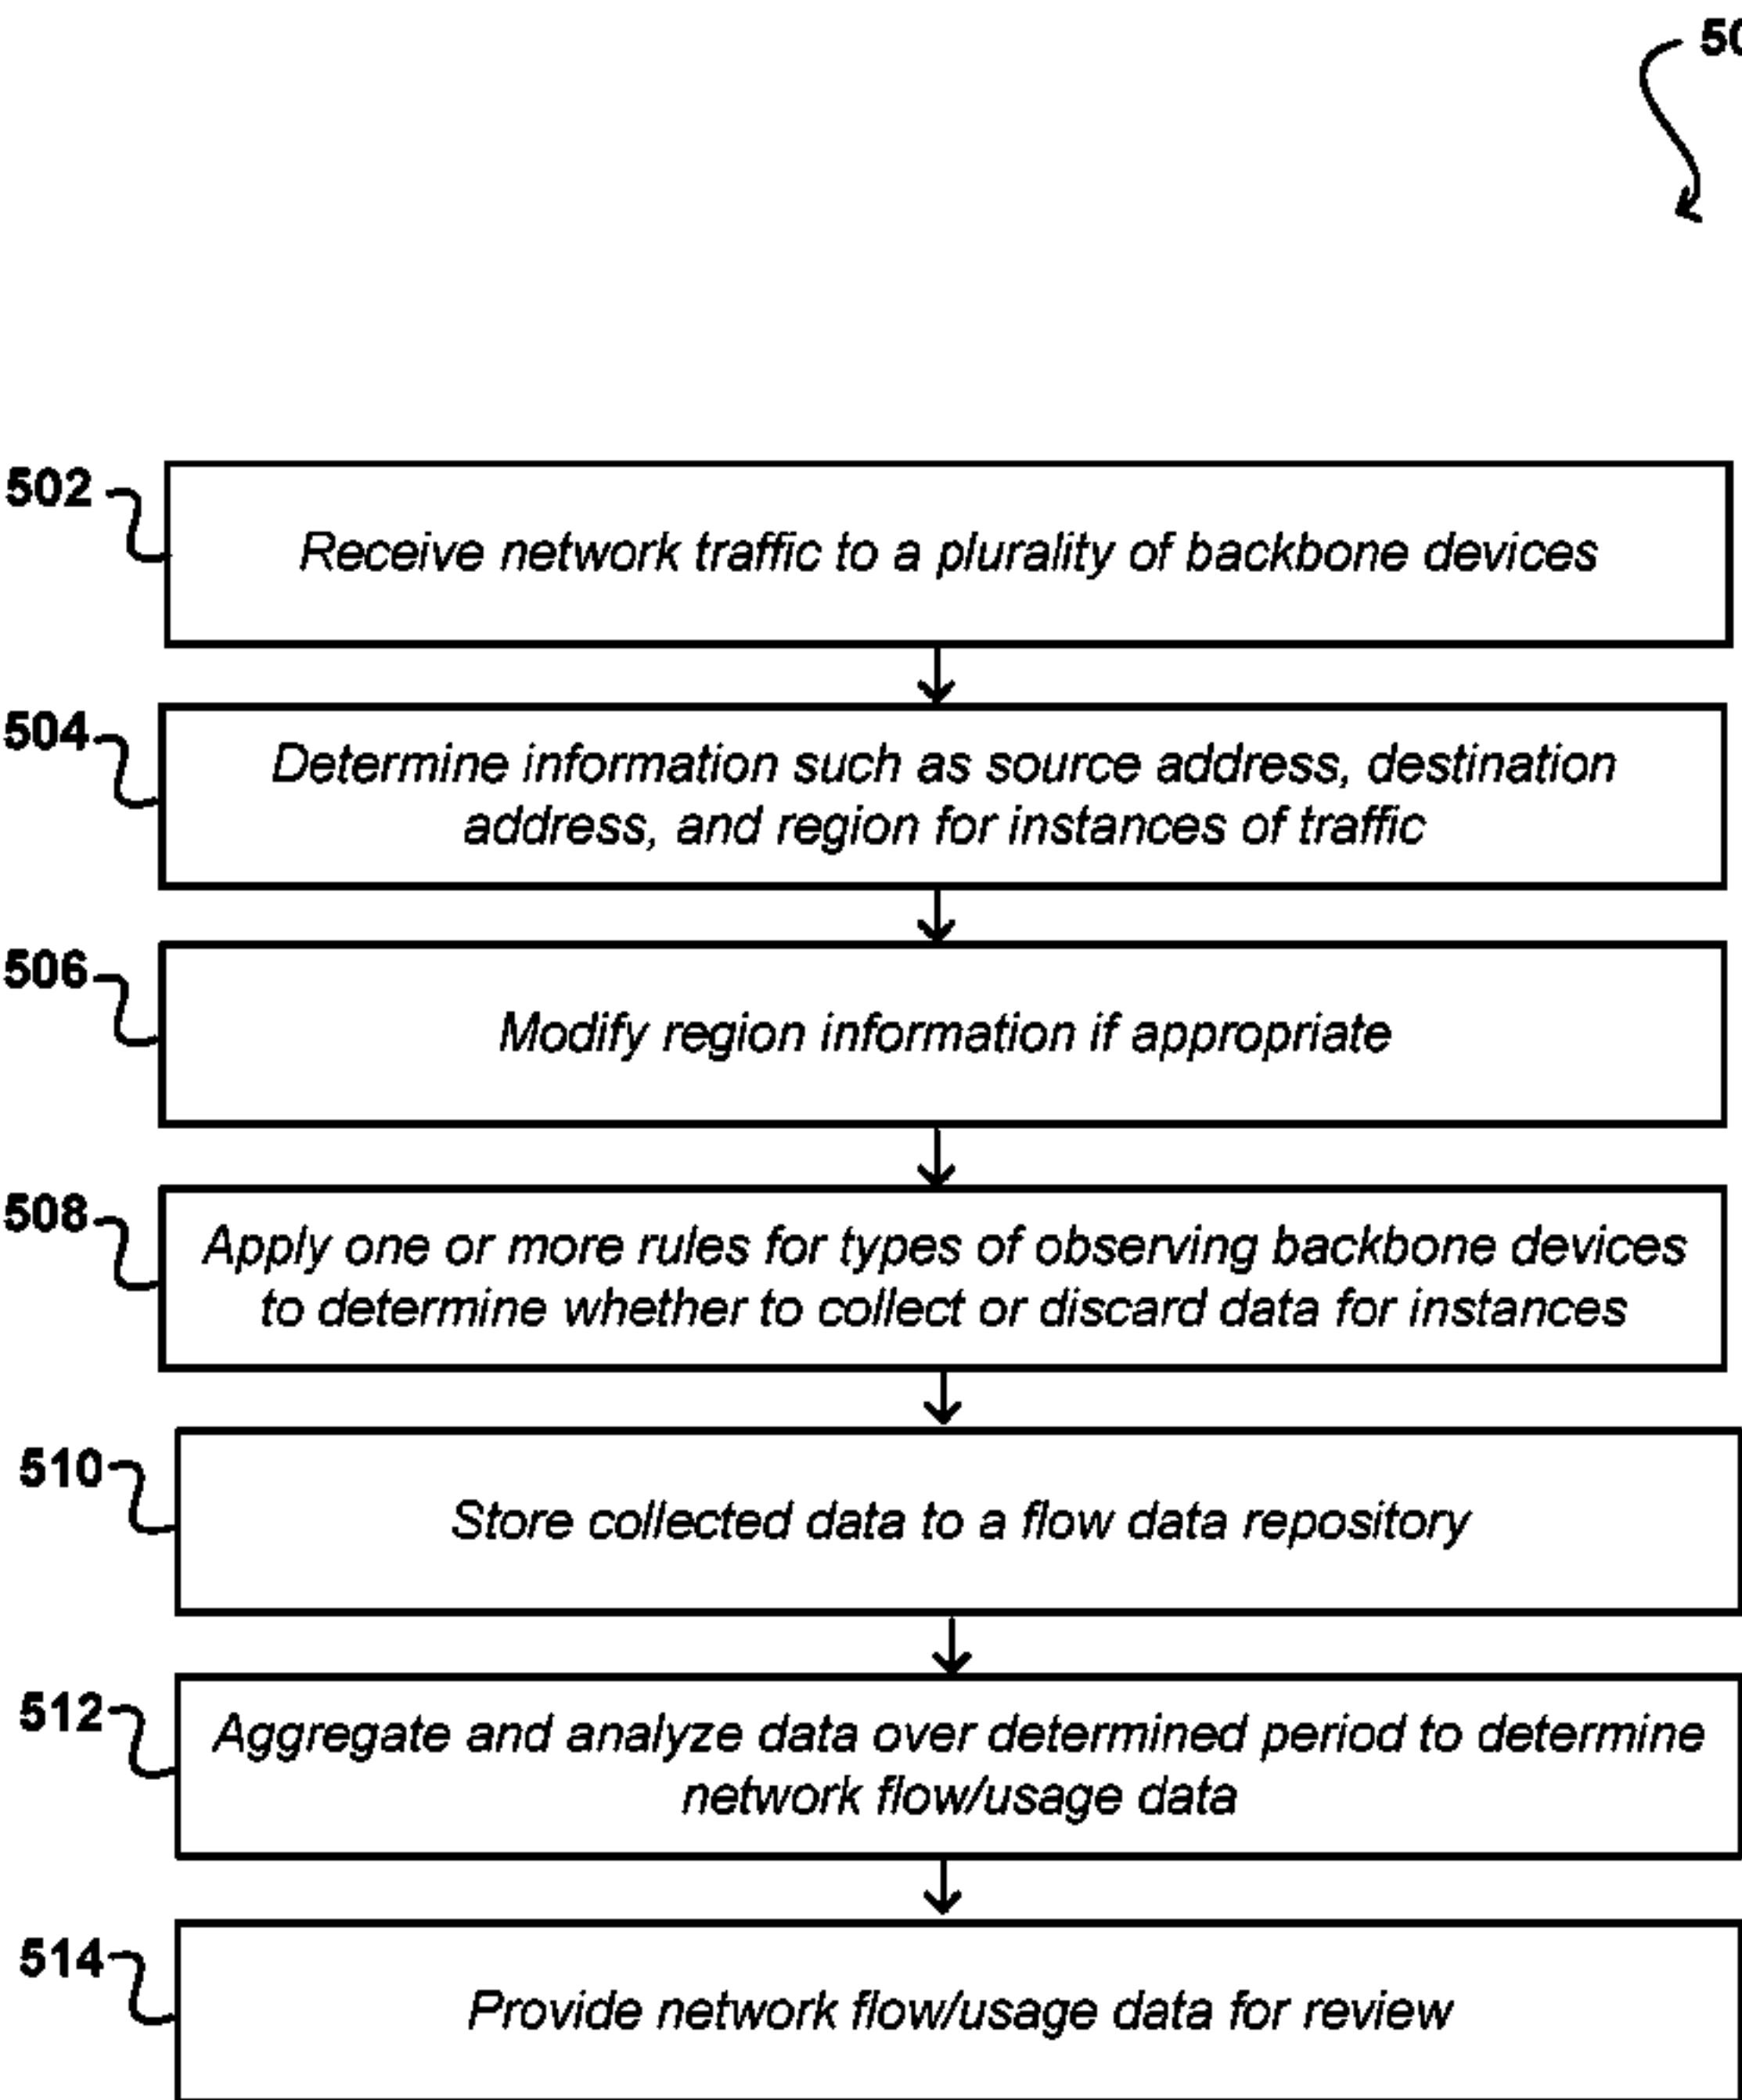 502
Receive network traffic to a plurality of backbone devices
504
Determine information such as source address, destination
address, and region for instances of traffic
506
Modify region information if appropriate
508
Apply one or more rules for types of observing backbone devices
to determine whether to collect or discard data for instances
510
Store collected data to a flow data repository
512
Aggregate and analyze data over determined period to determine
network flow/usage data
514
Provide network flow/usage data for review